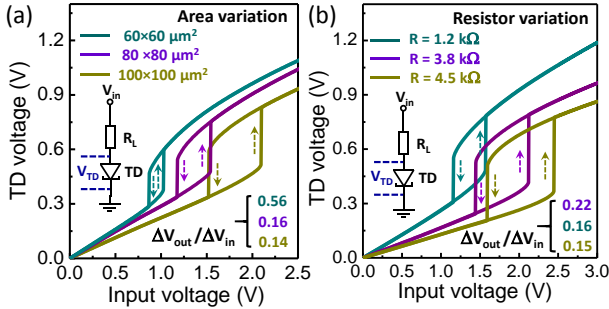 (a)
Area variation
60×60 μm²
80 ×80 μm²
100×100 μm²
1.2
0.9
0.6
0.3
0.0
TD voltage (V)
V_in
R_L
V_TD
TD
ΔV_out/ΔV_in
0.56
0.16
0.14
0.0 0.5 1.0 1.5 2.0 2.5
Input voltage (V)
(b)
Resistor variation
R = 1.2 kΩ
R = 3.8 kΩ
R = 4.5 kΩ
1.2
0.9
0.6
0.3
0.0
TD voltage (V)
V_in
R_L
V_TD
TD
ΔV_out/ΔV_in
0.22
0.16
0.15
0.0 0.5 1.0 1.5 2.0 2.5 3.0
Input voltage (V)